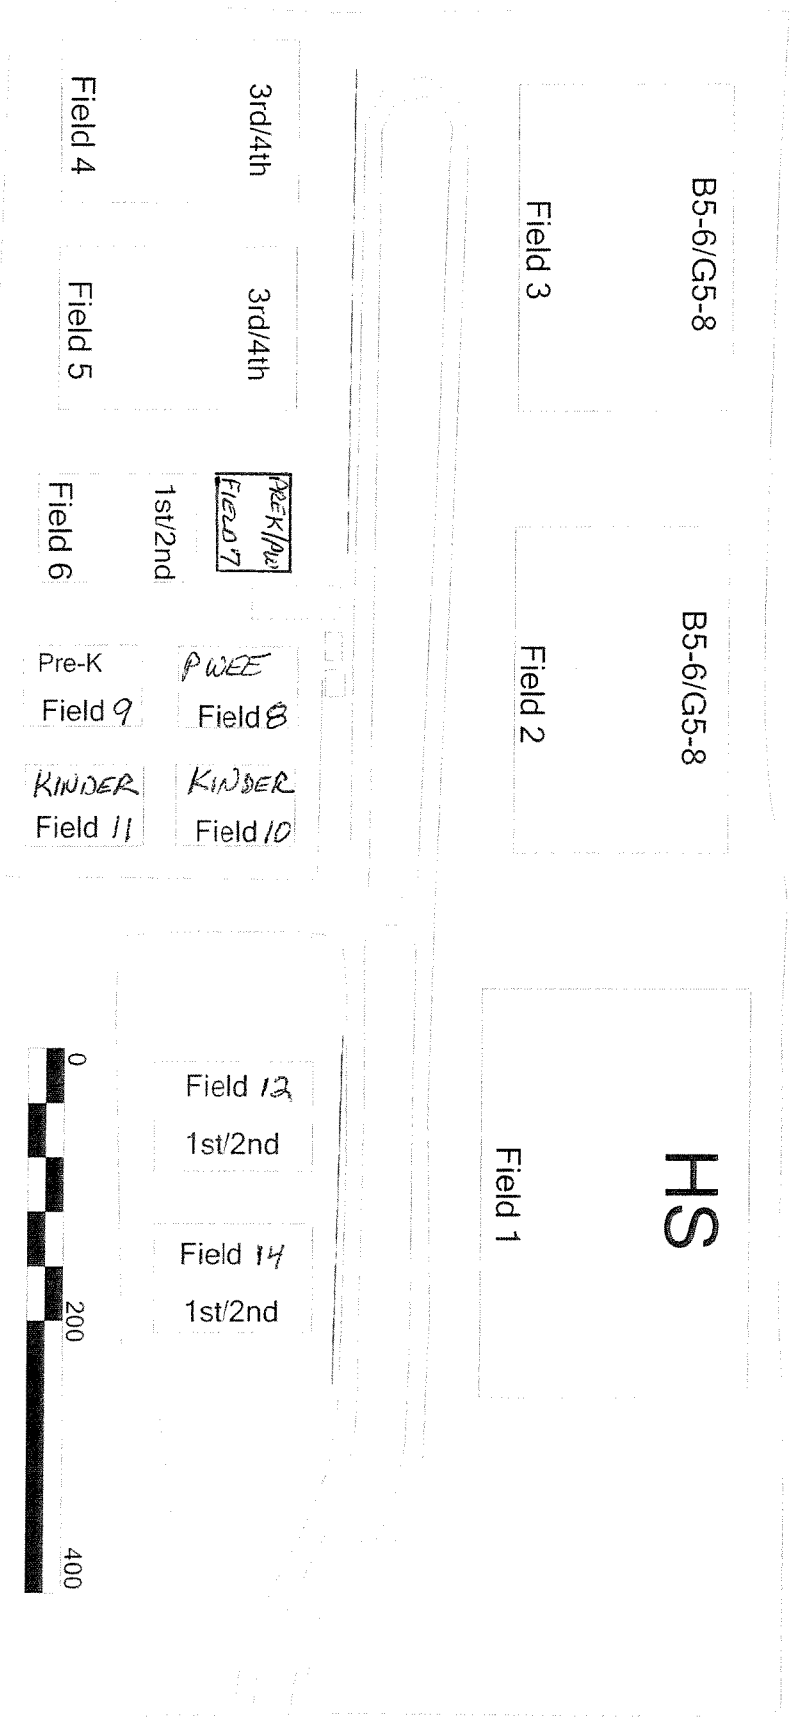 3rd/4th
Field 4
3rd/4th
Field 5
B5-6/G5-8
Field 3
PREK/PW
FIELD 7
1st/2nd
Field 6
B5-6/G5-8
Field 2
Pre-K
Field 9
PWEE
Field 8
KINDER
Field 11
KINDER
Field 10
HS
Field 1
Field 12
1st/2nd
Field 14
1st/2nd
0
200
400